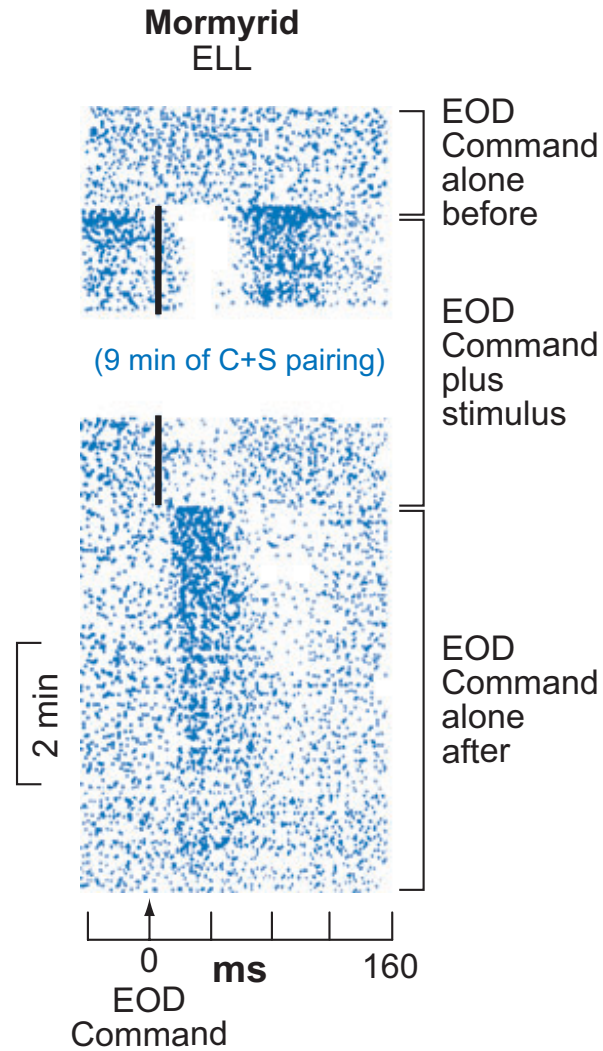 Mormyrid
ELL
EOD
Command
alone
before
EOD
Command
plus
stimulus
(9 min of C+S pairing)
EOD
Command
alone
after
2 min
0
ms
160
EOD
Command